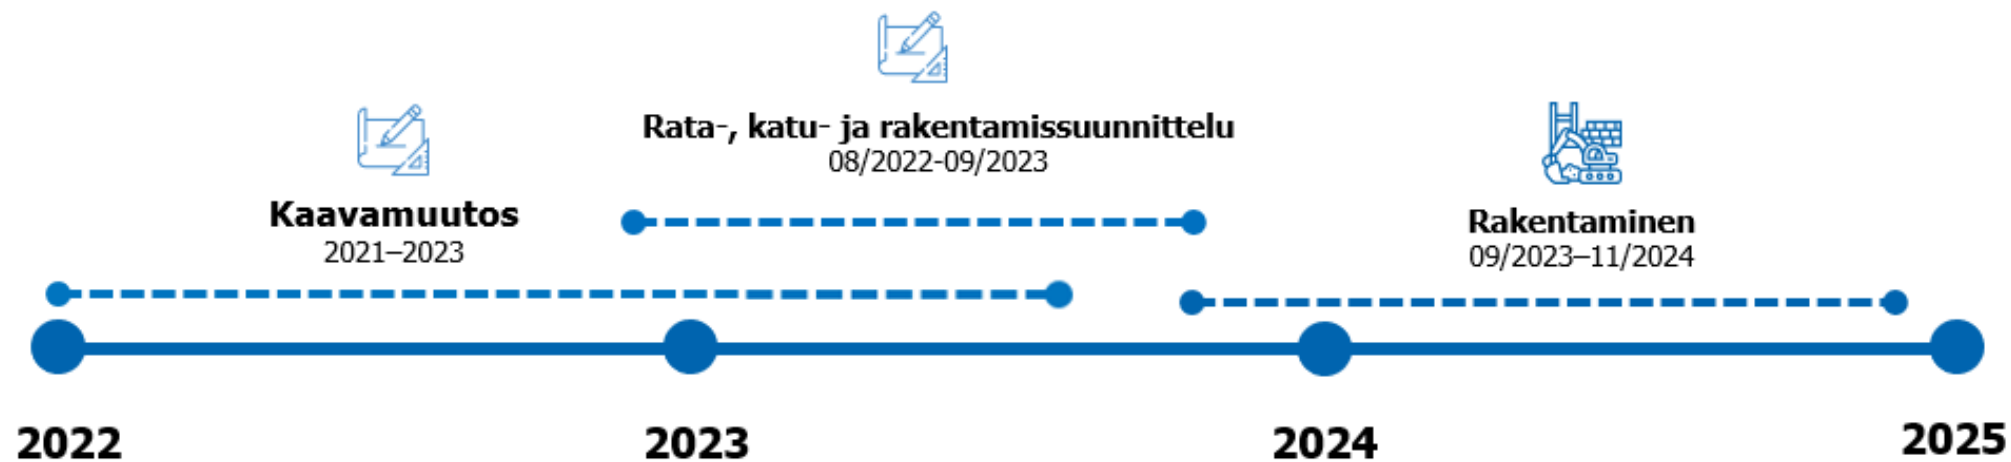 Rata-, katu- ja rakentamissuunnittelu
08/2022-09/2023
Kaavamuutos
2021–2023
Rakentaminen
09/2023–11/2024
2022
2023
2024
2025